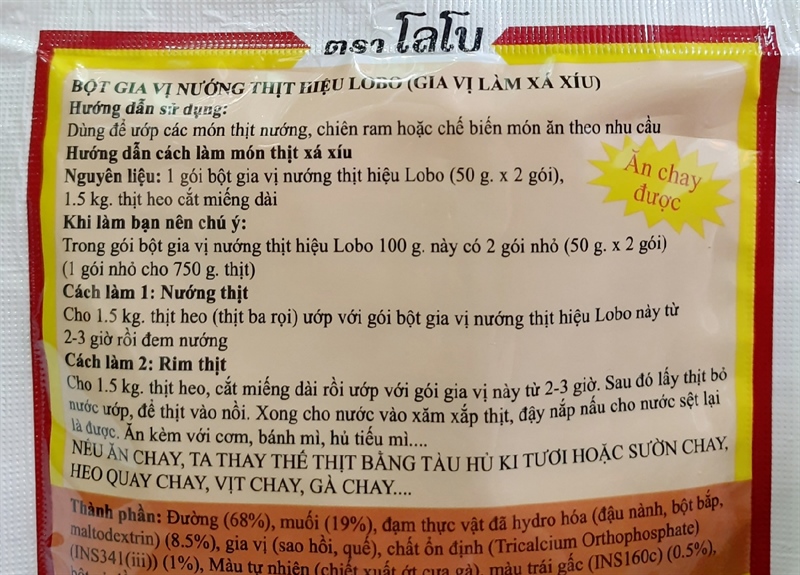 ตรา โลโบ
BỘT GIA VỊ NƯỚNG THỊT HIỆU LOBO (GIA VỊ LÀM XÁ XÍU)
Hướng dẫn sử dụng:
Dùng để ướp các món thịt nướng, chiên ram hoặc chế biến món ăn theo nhu cầu
Hướng dẫn cách làm món thịt xá xíu
Nguyên liệu: 1 gói bột gia vị nướng thịt hiệu Lobo (50 g. x 2 gói),
1.5 kg. thịt heo cắt miếng dài
Ăn chay
được
Khi làm bạn nên chú ý:
Trong gói bột gia vị nướng thịt hiệu Lobo 100 g. này có 2 gói nhỏ (50 g. x 2 gói)
(1 gói nhỏ cho 750 g. thịt)
Cách làm 1: Nướng thịt
Cho 1.5 kg. thịt heo (thịt ba rọi) ướp với gói bột gia vị nướng thịt hiệu Lobo này từ
2-3 giờ rồi đem nướng
Cách làm 2: Rim thịt
Cho 1.5 kg. thịt heo, cắt miếng dài rồi ướp với gói gia vị này từ 2-3 giờ. Sau đó lấy thịt bỏ
nước ướp, để thịt vào nồi. Xong cho nước vào xăm xắp thịt, đậy nắp nấu cho nước sệt lại
là được. Ăn kèm với cơm, bánh mì, hủ tiếu mì....
NẾU ĂN CHAY, TA THAY THẾ THỊT BẰNG TÀU HỦ KI TƯƠI HOẶC SƯỜN CHAY,
HEO QUAY CHAY, VỊT CHAY, GÀ CHAY....
Thành phần: Đường (68%), muối (19%), đạm thực vật đã hydro hóa (đậu nành, bột bắp,
maltodextrin) (8.5%), gia vị (sao hồi, quế), chất ổn định (Tricalcium Orthophosphate)
(INS341(iii)) (1%), Màu tự nhiên (chiết xuất ớt cựa gà), màu trái gấc (INS160c) (0.5%),